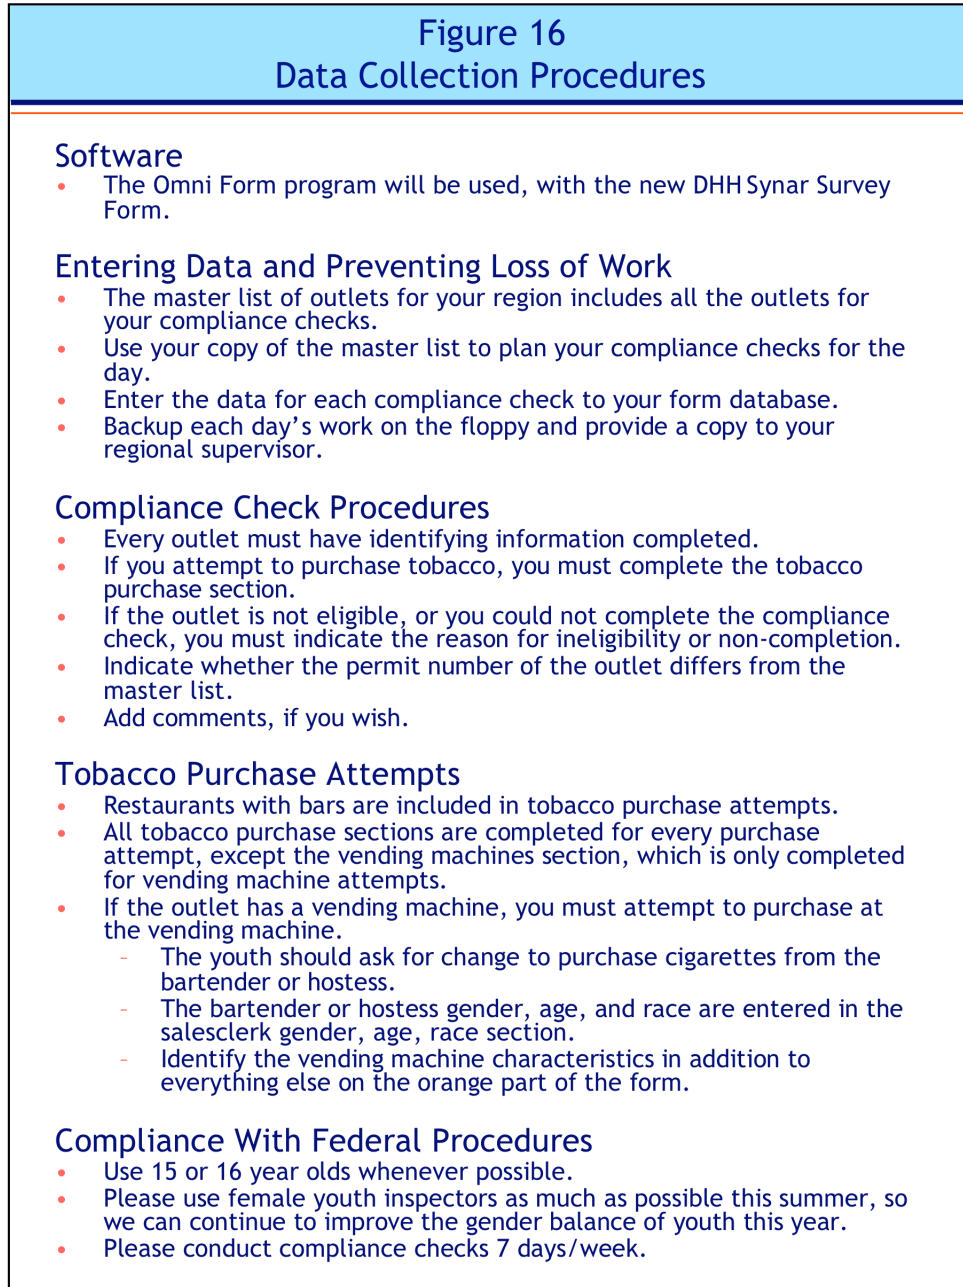 Figure 16
Data Collection Procedures
Software
• The Omni Form program will be used, with the new DHH Synar Survey
Form.
Entering Data and Preventing Loss of Work
• The master list of outlets for your region includes all the outlets for
your compliance checks.
• Use your copy of the master list to plan your compliance checks for the
day.
• Enter the data for each compliance check to your form database.
• Backup each day’s work on the floppy and provide a copy to your
regional supervisor.
Compliance Check Procedures
• Every outlet must have identifying information completed.
• If you attempt to purchase tobacco, you must complete the tobacco
purchase section.
• If the outlet is not eligible, or you could not complete the compliance
check, you must indicate the reason for ineligibility or non-completion.
• Indicate whether the permit number of the outlet differs from the
master list.
• Add comments, if you wish.
Tobacco Purchase Attempts
• Restaurants with bars are included in tobacco purchase attempts.
• All tobacco purchase sections are completed for every purchase
attempt, except the vending machines section, which is only completed
for vending machine attempts.
• If the outlet has a vending machine, you must attempt to purchase at
the vending machine.
– The youth should ask for change to purchase cigarettes from the
bartender or hostess.
– The bartender or hostess gender, age, and race are entered in the
salesclerk gender, age, race section.
– Identify the vending machine characteristics in addition to
everything else on the orange part of the form.
Compliance With Federal Procedures
• Use 15 or 16 year olds whenever possible.
• Please use female youth inspectors as much as possible this summer, so
we can continue to improve the gender balance of youth this year.
• Please conduct compliance checks 7 days/week.